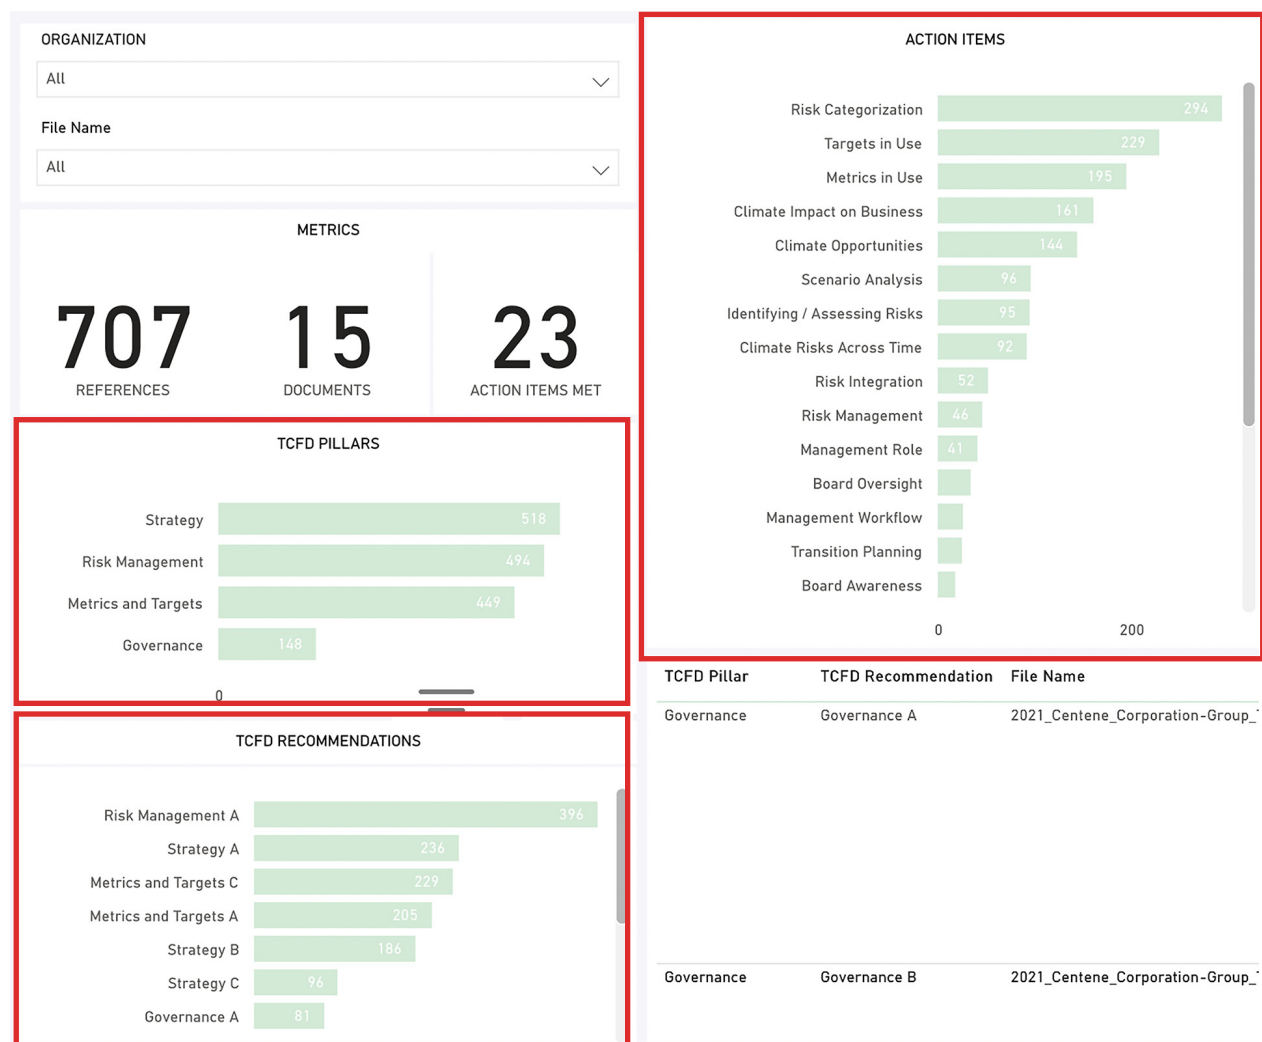 ORGANIZATION
All
File Name
All
METRICS
707 15 23
REFERENCES DOCUMENTS ACTION ITEMS MET
TCFD PILLARS
Strategy 518
Risk Management 494
Metrics and Targets 449
Governance 148
0
TCFD RECOMMENDATIONS
Risk Management A 396
Strategy A 236
Metrics and Targets C 229
Metrics and Targets A 205
Strategy B 186
Strategy C 96
Governance A 81
ACTION ITEMS
Risk Categorization 294
Targets in Use 229
Metrics in Use 195
Climate Impact on Business 161
Climate Opportunities 144
Scenario Analysis 96
Identifying / Assessing Risks 95
Climate Risks Across Time 92
Risk Integration 52
Risk Management 46
Management Role 41
Board Oversight
Management Workflow
Transition Planning
Board Awareness
0 200
TCFD Pillar TCFD Recommendation File Name
Governance Governance A 2021_Centene_Corporation-Group_
Governance Governance B 2021_Centene_Corporation-Group_